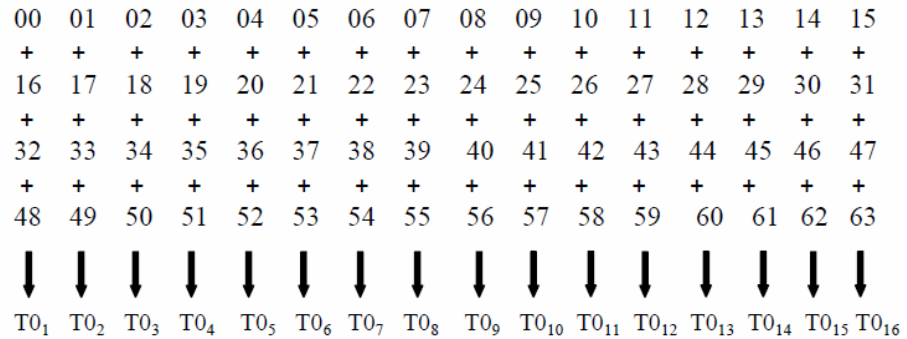 00 01 02 03 04 05 06 07 08 09 10 11 12 13 14 15
+ + + + + + + + + + + + + + + +
16 17 18 19 20 21 22 23 24 25 26 27 28 29 30 31
+ + + + + + + + + + + + + + + +
32 33 34 35 36 37 38 39 40 41 42 43 44 45 46 47
+ + + + + + + + + + + + + + + +
48 49 50 51 52 53 54 55 56 57 58 59 60 61 62 63
T0₁ T0₂ T0₃ T0₄ T0₅ T0₆ T0₇ T0₈ T0₉ T0₁₀ T0₁₁ T0₁₂ T0₁₃ T0₁₄ T0₁₅ T0₁₆